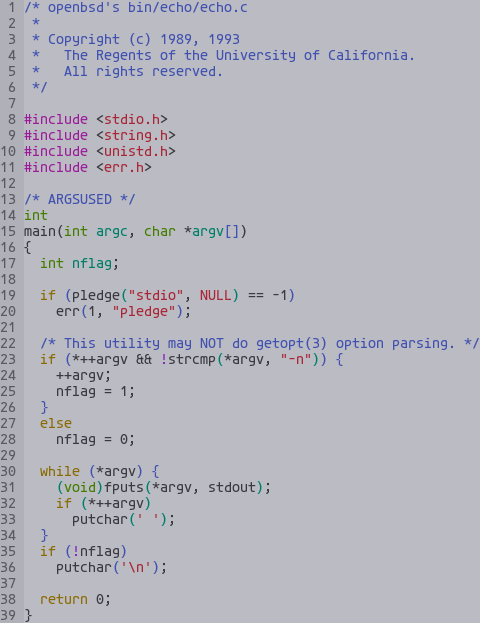 1 /* openbsd's bin/echo/echo.c
2  *
3  * Copyright (c) 1989, 1993
4  *   The Regents of the University of California.
5  *   All rights reserved.
6  */
7
8 #include <stdio.h>
9 #include <string.h>
10 #include <unistd.h>
11 #include <err.h>
12
13 /* ARGSUSED */
14 int
15 main(int argc, char *argv[])
16 {
17   int nflag;
18
19   if (pledge("stdio", NULL) == -1)
20     err(1, "pledge");
21
22   /* This utility may NOT do getopt(3) option parsing. */
23   if (*++argv && !strcmp(*argv, "-n")) {
24     ++argv;
25     nflag = 1;
26   }
27   else
28     nflag = 0;
29
30   while (*argv) {
31     (void)fputs(*argv, stdout);
32     if (*++argv)
33       putchar(' ');
34   }
35   if (!nflag)
36     putchar('\n');
37
38   return 0;
39 }